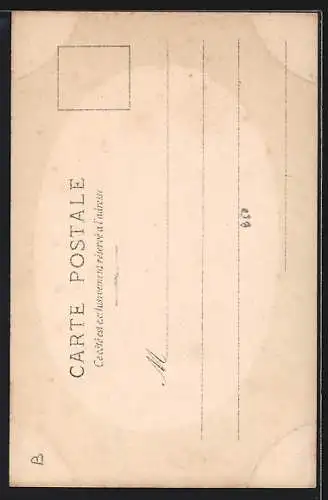 CARTE POSTALE
Ce côté est exclusivement réservé à l'adresse
M
B